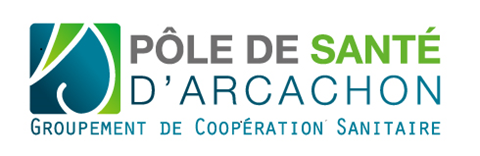 PÔLE DE SANTÉ
D'ARCACHON
GROUPEMENT DE COOPÉRATION SANITAIRE